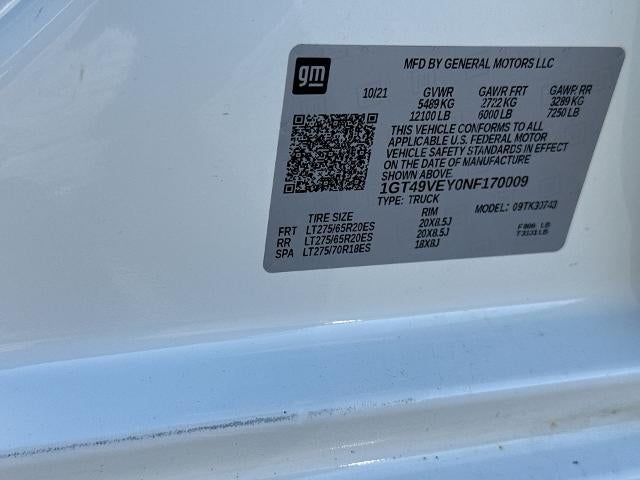 gm
MFD BY GENERAL MOTORS LLC
10/21 GVWR GAWR FRT GAWR RR
5489 KG 2722 KG 3289 KG
12100 LB 6000 LB 7250 LB
THIS VEHICLE CONFORMS TO ALL
APPLICABLE U.S. FEDERAL MOTOR
VEHICLE SAFETY STANDARDS IN EFFECT
ON THE DATE OF MANUFACTURE
SHOWN ABOVE
1GT49VEY0NF170009
TYPE: TRUCK MODEL:
TIRE SIZE RIM
FRT LT275/65R20ES 20X8.5J
RR LT275/65R20ES 20X8.5J
SPA LT275/70R18ES 18X8J